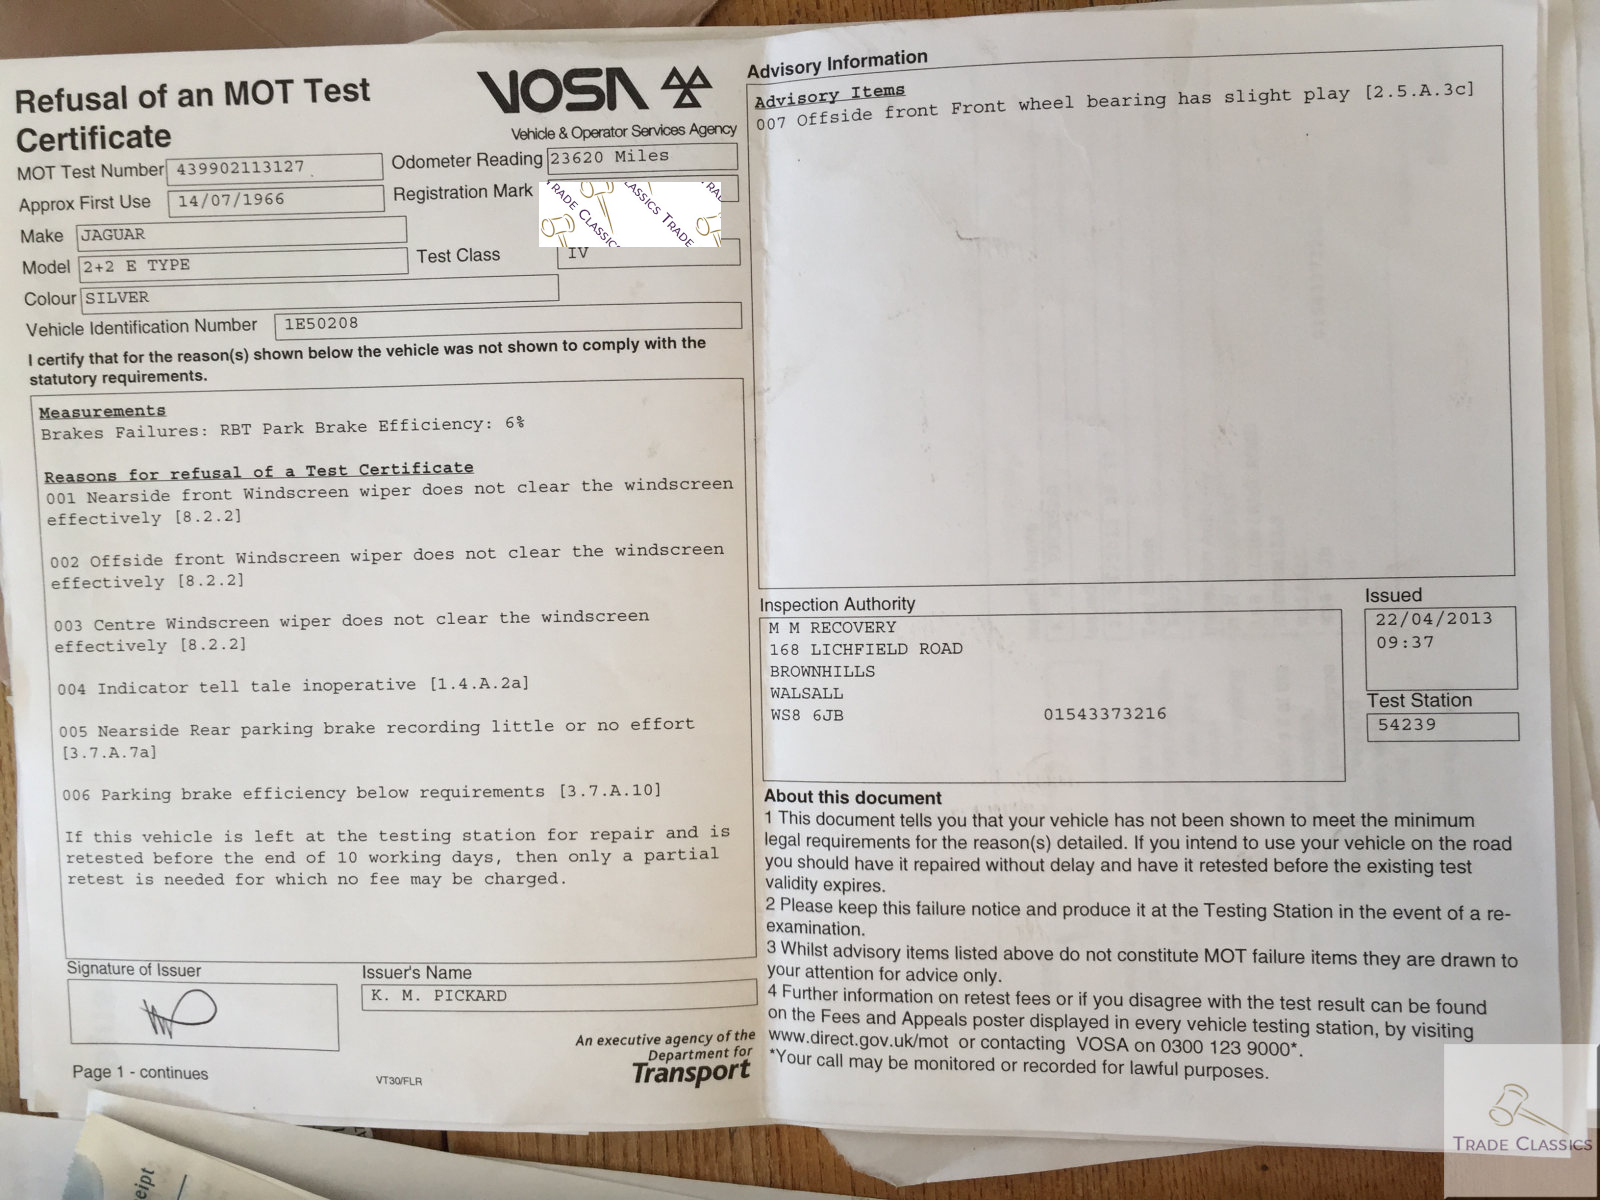 Refusal of an MOT Test
Certificate
VOSA
Vehicle & Operator Services Agency
MOT Test Number 439902113127
Odometer Reading 23620 Miles
Approx First Use 14/07/1966
Registration Mark
TRADE CLASSICS TRADE
Make JAGUAR
Model 2+2 E TYPE
Test Class IV
Colour SILVER
Vehicle Identification Number 1E50208
I certify that for the reason(s) shown below the vehicle was not shown to comply with the
statutory requirements.
Measurements
Brakes Failures: RBT Park Brake Efficiency: 6%
Reasons for refusal of a Test Certificate
001 Nearside front Windscreen wiper does not clear the windscreen
effectively [8.2.2]
002 Offside front Windscreen wiper does not clear the windscreen
effectively [8.2.2]
003 Centre Windscreen wiper does not clear the windscreen
effectively [8.2.2]
004 Indicator tell tale inoperative [1.4.A.2a]
005 Nearside Rear parking brake recording little or no effort
[3.7.A.7a]
006 Parking brake efficiency below requirements [3.7.A.10]
If this vehicle is left at the testing station for repair and is
retested before the end of 10 working days, then only a partial
retest is needed for which no fee may be charged.
Signature of Issuer
Issuer's Name
K. M. PICKARD
An executive agency of the
Department for
Transport
Page 1 - continues
VT30/FLR
Advisory Information
Advisory Items
007 Offside front Front wheel bearing has slight play [2.5.A.3c]
Inspection Authority
M M RECOVERY
168 LICHFIELD ROAD
BROWNHILLS
WALSALL
WS8 6JB 01543373216
Issued
22/04/2013
09:37
Test Station
54239
About this document
1 This document tells you that your vehicle has not been shown to meet the minimum
legal requirements for the reason(s) detailed. If you intend to use your vehicle on the road
you should have it repaired without delay and have it retested before the existing test
validity expires.
2 Please keep this failure notice and produce it at the Testing Station in the event of a re-
examination.
3 Whilst advisory items listed above do not constitute MOT failure items they are drawn to
your attention for advice only.
4 Further information on retest fees or if you disagree with the test result can be found
on the Fees and Appeals poster displayed in every vehicle testing station, by visiting
www.direct.gov.uk/mot or contacting VOSA on 0300 123 9000*.
*Your call may be monitored or recorded for lawful purposes.
TRADE CLASSICS
eipt